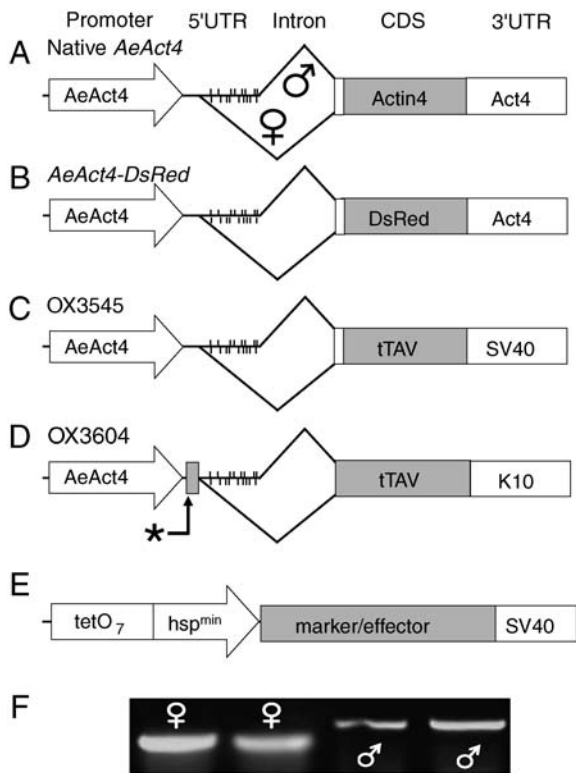 Promoter 5'UTR Intron CDS 3'UTR
A Native AeAct4
AeAct4 ♂ ♀ Actin4 Act4
B AeAct4-DsRed
AeAct4 DsRed Act4
C OX3545
AeAct4 tTAV SV40
D OX3604
AeAct4 tTAV K10
*
E
tetO₇ hspᵐⁱⁿ marker/effector SV40
F
♀ ♀ ♂ ♂